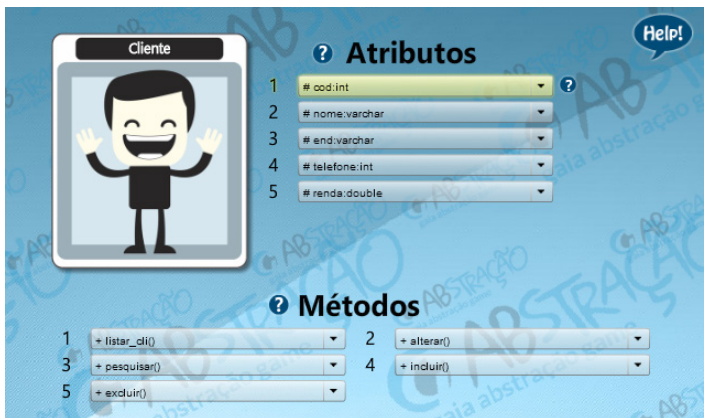 Help!
Cliente
? Atributos
1 # cod:int ?
2 # nome:varchar
3 # end:varchar
4 # telefone:int
5 # renda:double
? Métodos
1 + listar_cli() 2 + alterar()
3 + pesquisar() 4 + incluir()
5 + excluir()
ABSTRAÇÃO